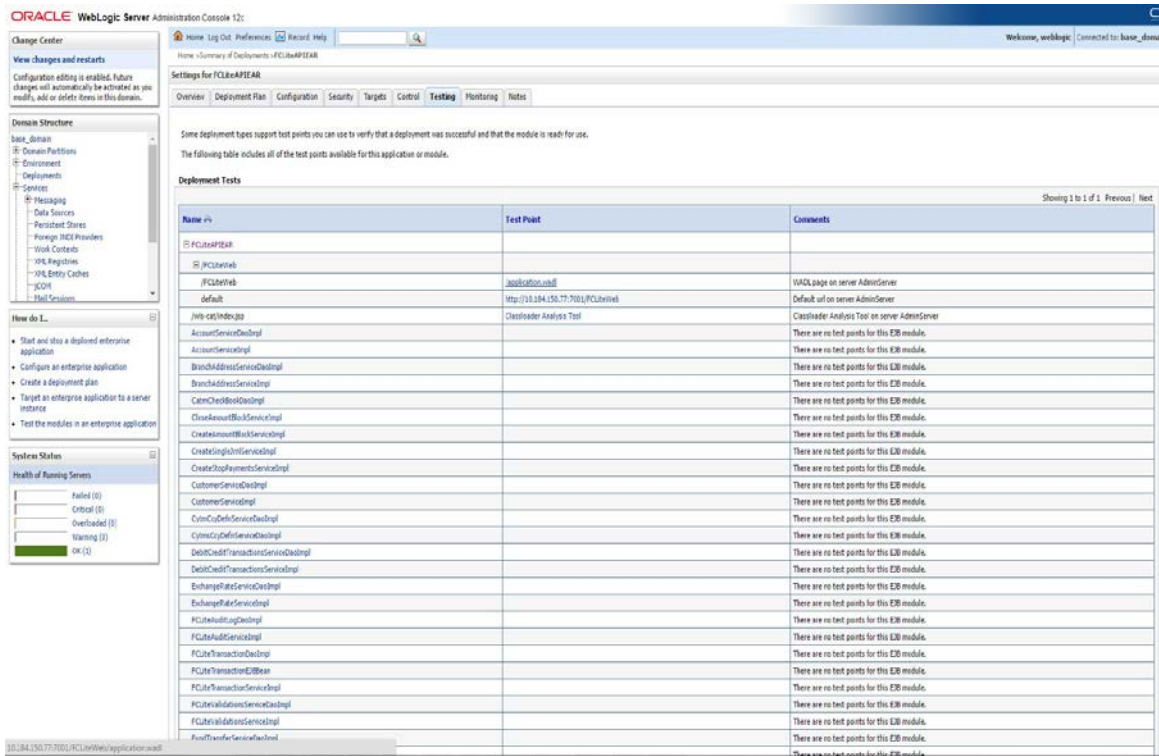 ORACLE WebLogic Server Administration Console 12c
Change Center
View changes and restarts
Configuration editing is enabled. Future
changes will automatically be activated as you
modify, add or delete items in this domain.
Domain Structure
base_domain
Domain Partitions
Environment
Deployments
Services
Messaging
Data Sources
Persistent Stores
Foreign JNDI Providers
Work Contexts
XML Registries
XML Entity Caches
jCOM
Mail Sessions
How do I...
Start and stop a deployed enterprise
application
Configure an enterprise application
Create a deployment plan
Target an enterprise application to a server
instance
Test the modules in an enterprise application
System Status
Health of Running Servers
Failed (0)
Critical (0)
Overloaded (0)
Warning (0)
OK (1)
Home Log Out Preferences Record Help
Welcome, weblogic Connected to: base_doma
Home >Summary of Deployments >FCLiteAPIEAR
Settings for FCLiteAPIEAR
Overview Deployment Plan Configuration Security Targets Control Testing Monitoring Notes
Some deployment types support test points you can use to verify that a deployment was successful and that the module is ready for use.
The following table includes all of the test points available for this application or module.
Deployment Tests
Showing 1 to 1 of 1 Previous | Next
Name Test Point Comments
FCLiteAPIEAR
/FCLiteWeb
/FCLiteWeb /application.wadl WADL page on server AdminServer
default http://10.184.150.77:7001/FCLiteWeb Default url on server AdminServer
/wls-cat/index.jsp Classloader Analysis Tool Classloader Analysis Tool on server AdminServer
AccountServiceDaoImpl There are no test points for this EJB module.
AccountServiceImpl There are no test points for this EJB module.
BranchAddressServiceDaoImpl There are no test points for this EJB module.
BranchAddressServiceImpl There are no test points for this EJB module.
CatmCheckBookDaoImpl There are no test points for this EJB module.
CloseAmountBlockServiceImpl There are no test points for this EJB module.
CreateAmountBlockServiceImpl There are no test points for this EJB module.
CreateSingleJrnlServiceImpl There are no test points for this EJB module.
CreateStopPaymentsServiceImpl There are no test points for this EJB module.
CustomerServiceDaoImpl There are no test points for this EJB module.
CustomerServiceImpl There are no test points for this EJB module.
CytmCcyDefnServiceDaoImpl There are no test points for this EJB module.
CytmsCcyDefnServiceDaoImpl There are no test points for this EJB module.
DebitCreditTransactionsServiceDaoImpl There are no test points for this EJB module.
DebitCreditTransactionsServiceImpl There are no test points for this EJB module.
ExchangeRateServiceDaoImpl There are no test points for this EJB module.
ExchangeRateServiceImpl There are no test points for this EJB module.
FCLiteAuditLogDaoImpl There are no test points for this EJB module.
FCLiteAuditServiceImpl There are no test points for this EJB module.
FCLiteTransactionDaoImpl There are no test points for this EJB module.
FCLiteTransactionEJBBean There are no test points for this EJB module.
FCLiteTransactionServiceImpl There are no test points for this EJB module.
FCLiteValidationsServiceDaoImpl There are no test points for this EJB module.
FCLiteValidationsServiceImpl There are no test points for this EJB module.
FundTransferServiceDaoImpl There are no test points for this EJB module.
There are no test points for this EJB module.
10.184.150.77:7001/FCLiteWeb/application.wadl